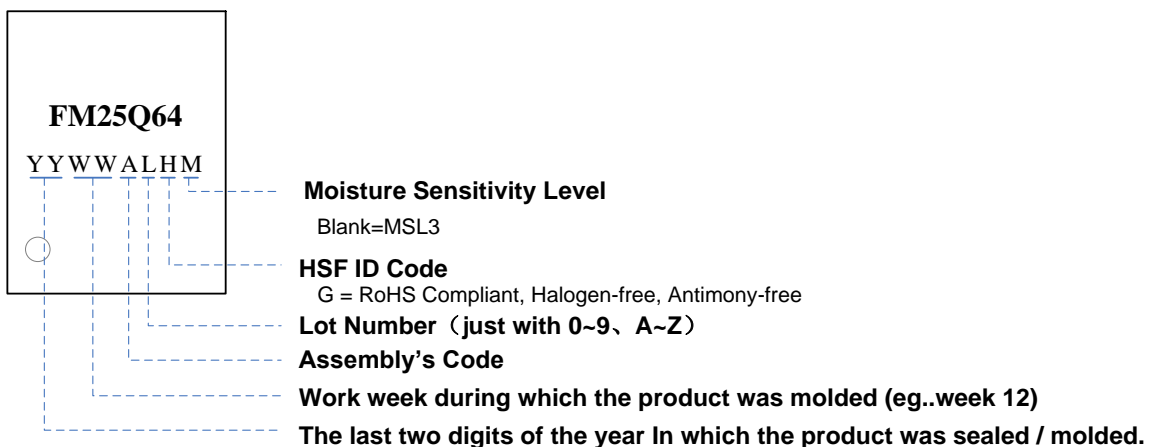 FM25Q64
YYWWALHM
Moisture Sensitivity Level
Blank=MSL3
HSF ID Code
G = RoHS Compliant, Halogen-free, Antimony-free
Lot Number（just with 0~9、A~Z）
Assembly’s Code
Work week during which the product was molded (eg..week 12)
The last two digits of the year In which the product was sealed / molded.